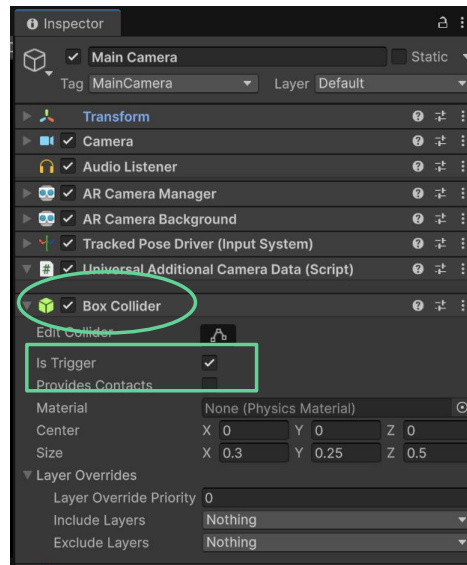 Inspector
Main Camera Static
Tag MainCamera Layer Default
Transform
Camera
Audio Listener
AR Camera Manager
AR Camera Background
Tracked Pose Driver (Input System)
# Universal Additional Camera Data (Script)
Box Collider
Edit Collider
Is Trigger
Provides Contacts
Material None (Physics Material)
Center X 0 Y 0 Z 0
Size X 0.3 Y 0.25 Z 0.5
Layer Overrides
Layer Override Priority 0
Include Layers Nothing
Exclude Layers Nothing